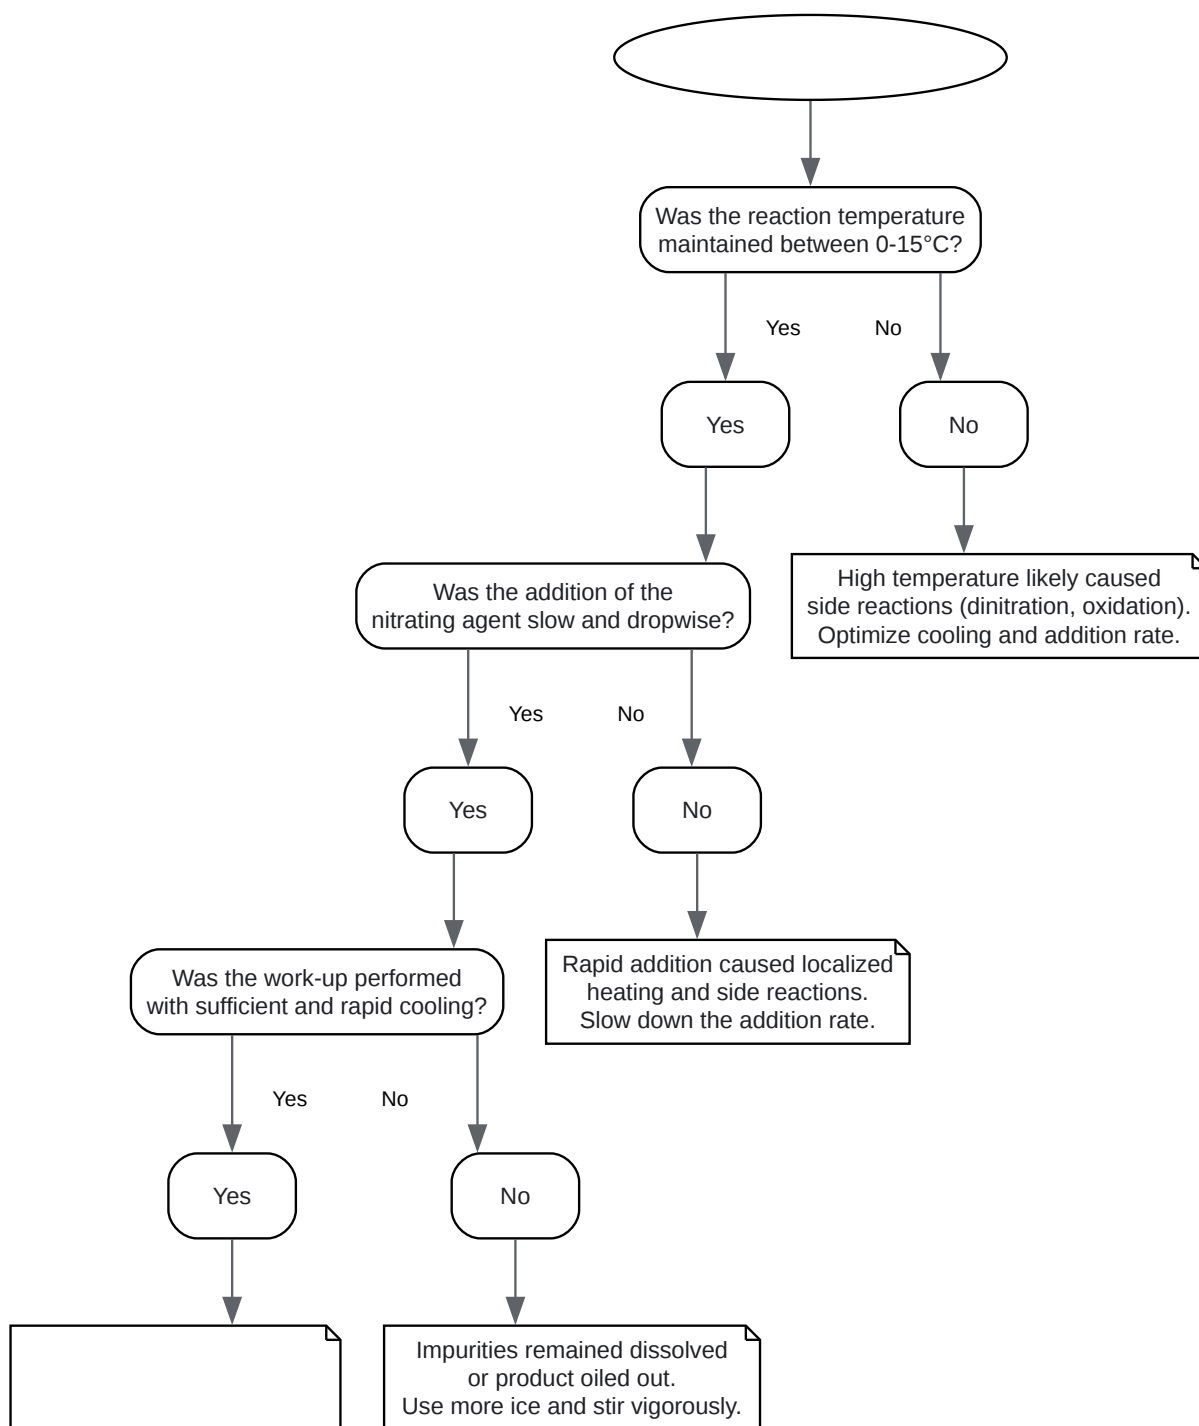 Was the reaction temperature
maintained between 0-15°C?
Yes
No
Yes
No
High temperature likely caused
side reactions (dinitration, oxidation).
Optimize cooling and addition rate.
Was the addition of the
nitrating agent slow and dropwise?
Yes
No
Yes
No
Rapid addition caused localized
heating and side reactions.
Slow down the addition rate.
Was the work-up performed
with sufficient and rapid cooling?
Yes
No
Yes
No
Impurities remained dissolved
or product oiled out.
Use more ice and stir vigorously.